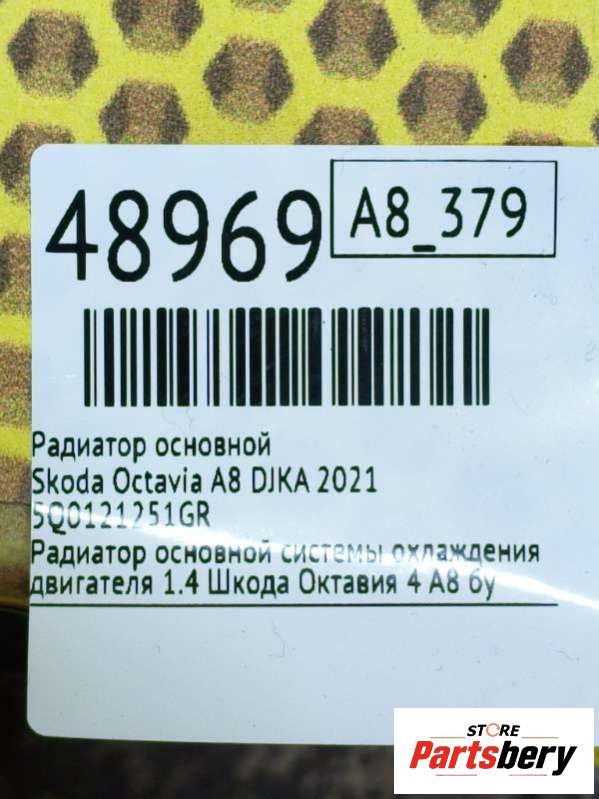 48969
A8_379
Радиатор основной
Skoda Octavia A8 DJKA 2021
5Q0121251GR
Радиатор основной системы охлаждения
двигателя 1.4 Шкода Октавия 4 А8 бу
STORE
Partsbery